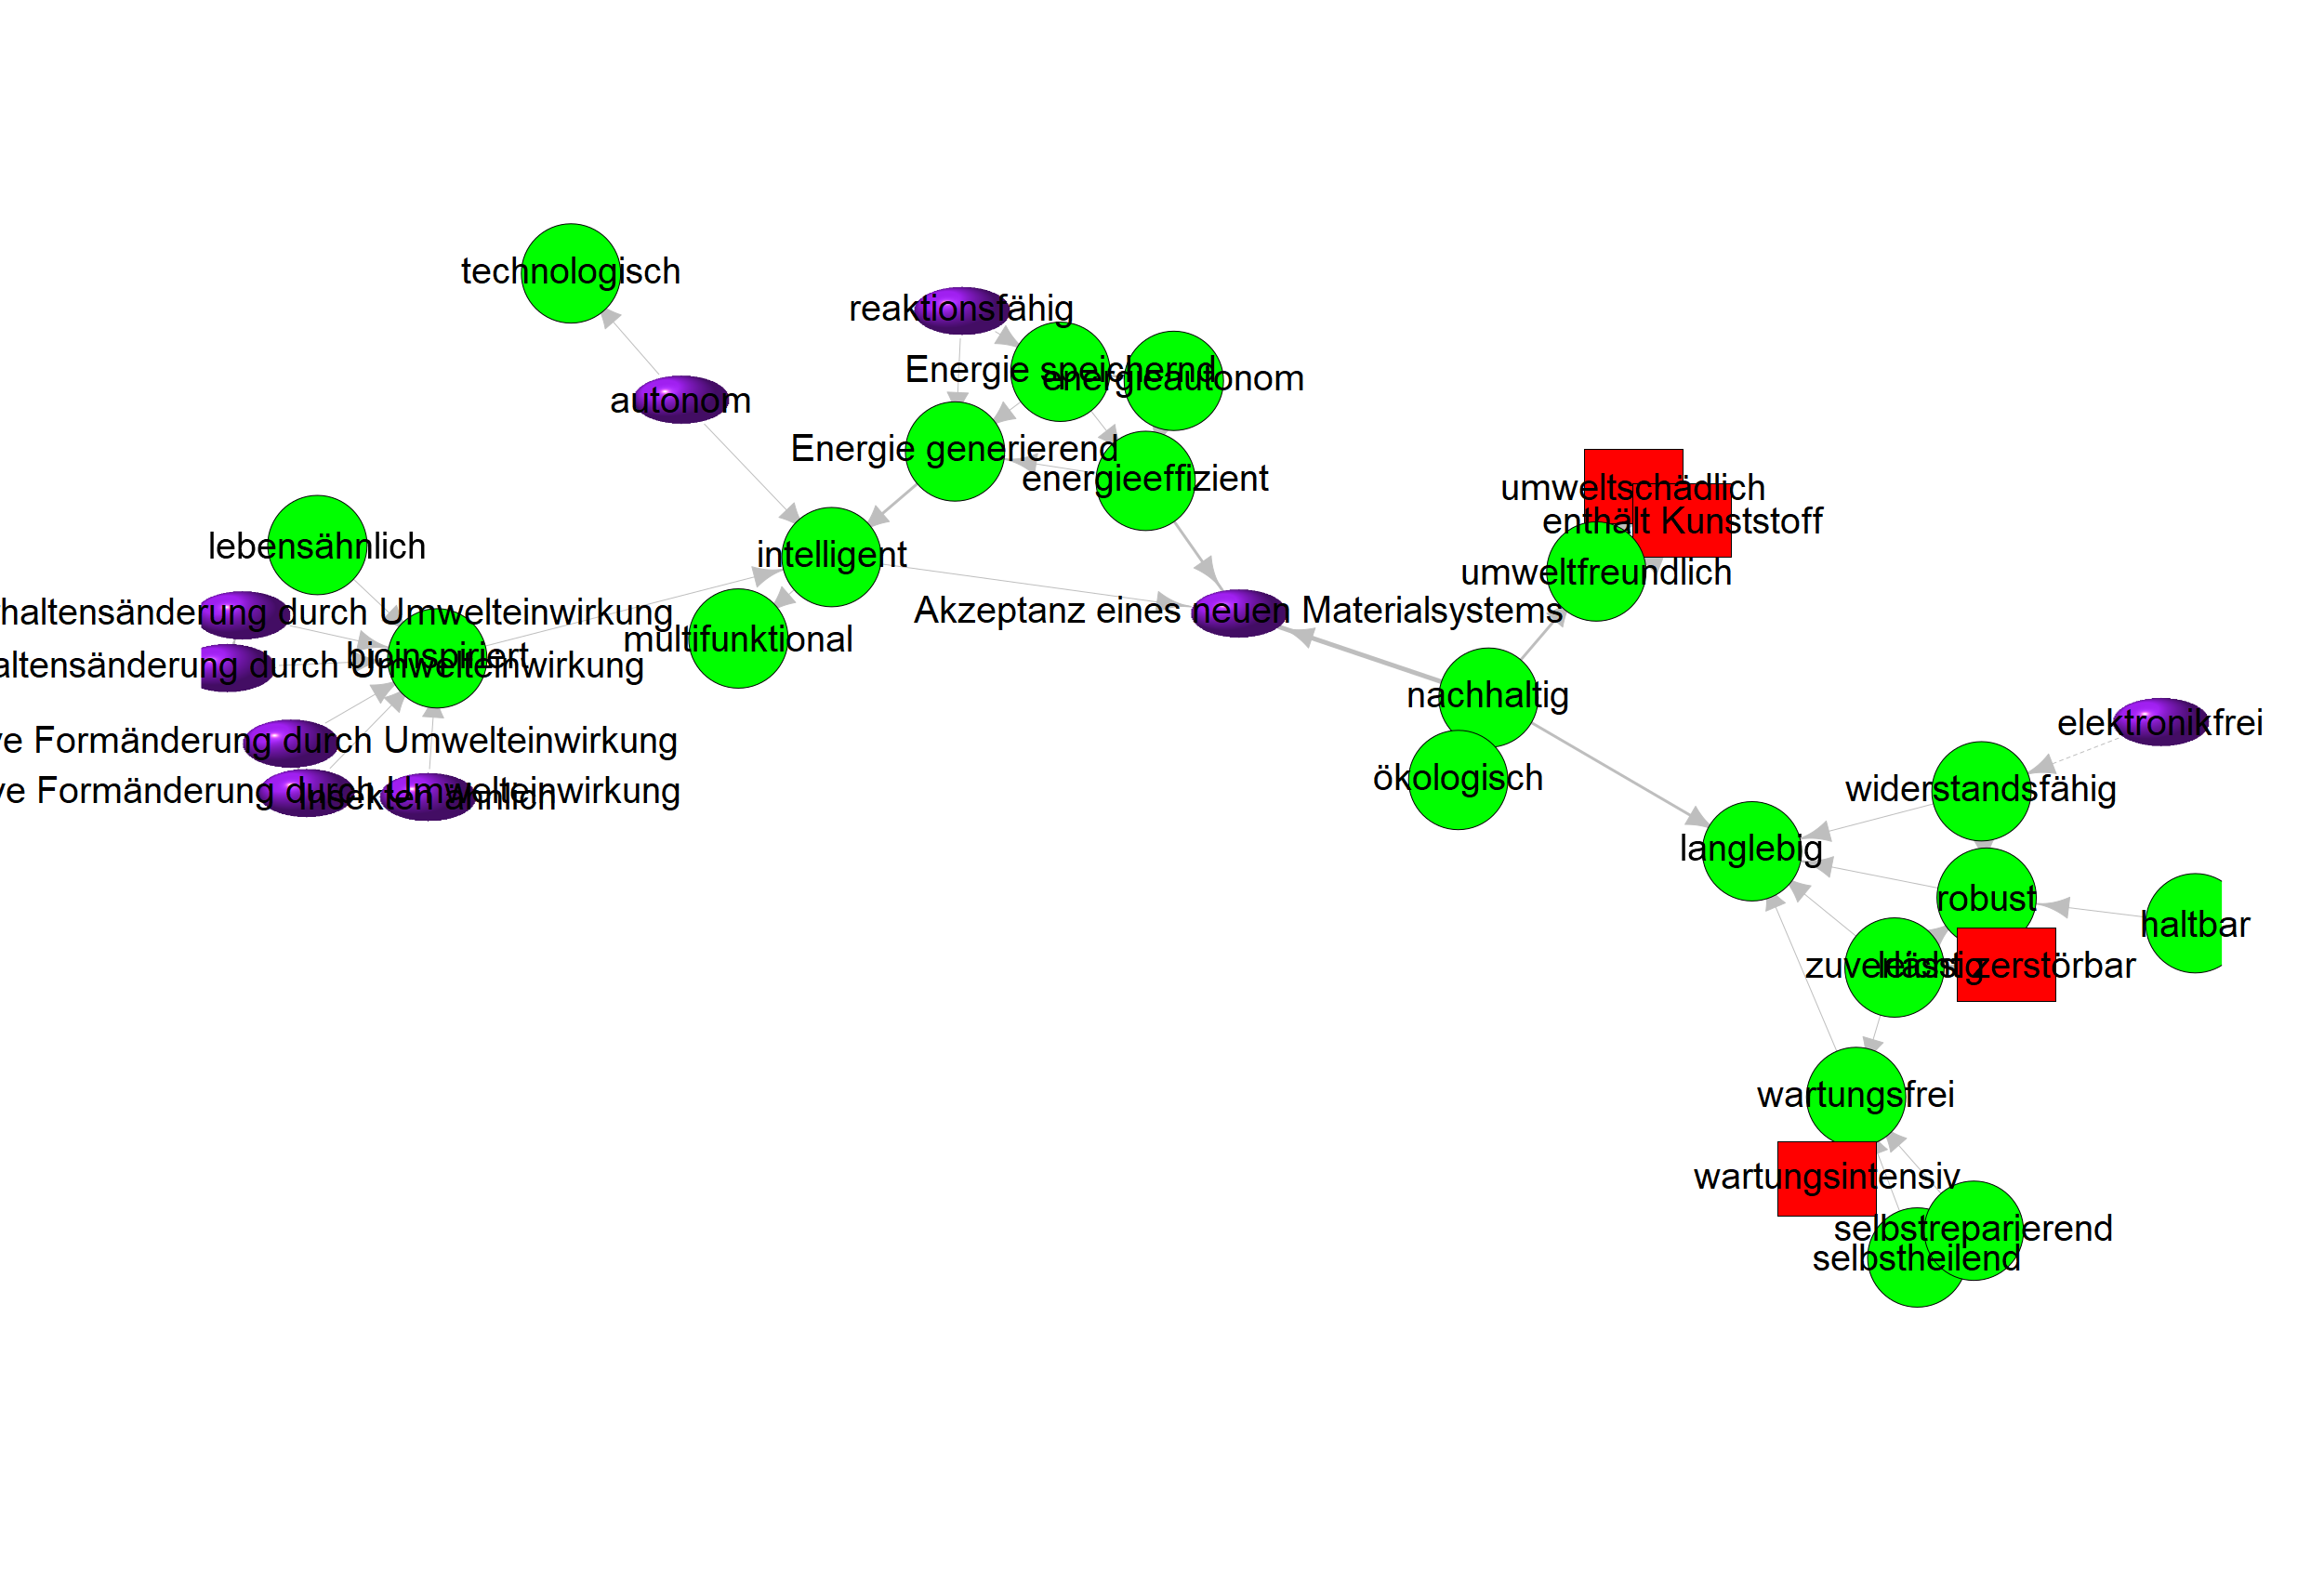 technologisch
reaktionsfähig
Energie speichernd
energieautonom
autonom
Energie generierend
energieeffizient
umweltschädlich
enthält Kunststoff
lebensähnlich
intelligent
umweltfreundlich
haltensänderung durch Umwelteinwirkung
Akzeptanz eines neuen Materialsystems
multifunktional
bioinspiriert
altensänderung durch Umwelteinwirkung
nachhaltig
elektronikfrei
ve Formänderung durch Umwelteinwirkung
ökologisch
widerstandsfähig
ve Formänderung durch Umwelteinwirkung
Insekten ähnlich
langlebig
robust
haltbar
zuverlässig
leicht zerstörbar
wartungsfrei
wartungsintensiv
selbstreparierend
selbstheilend